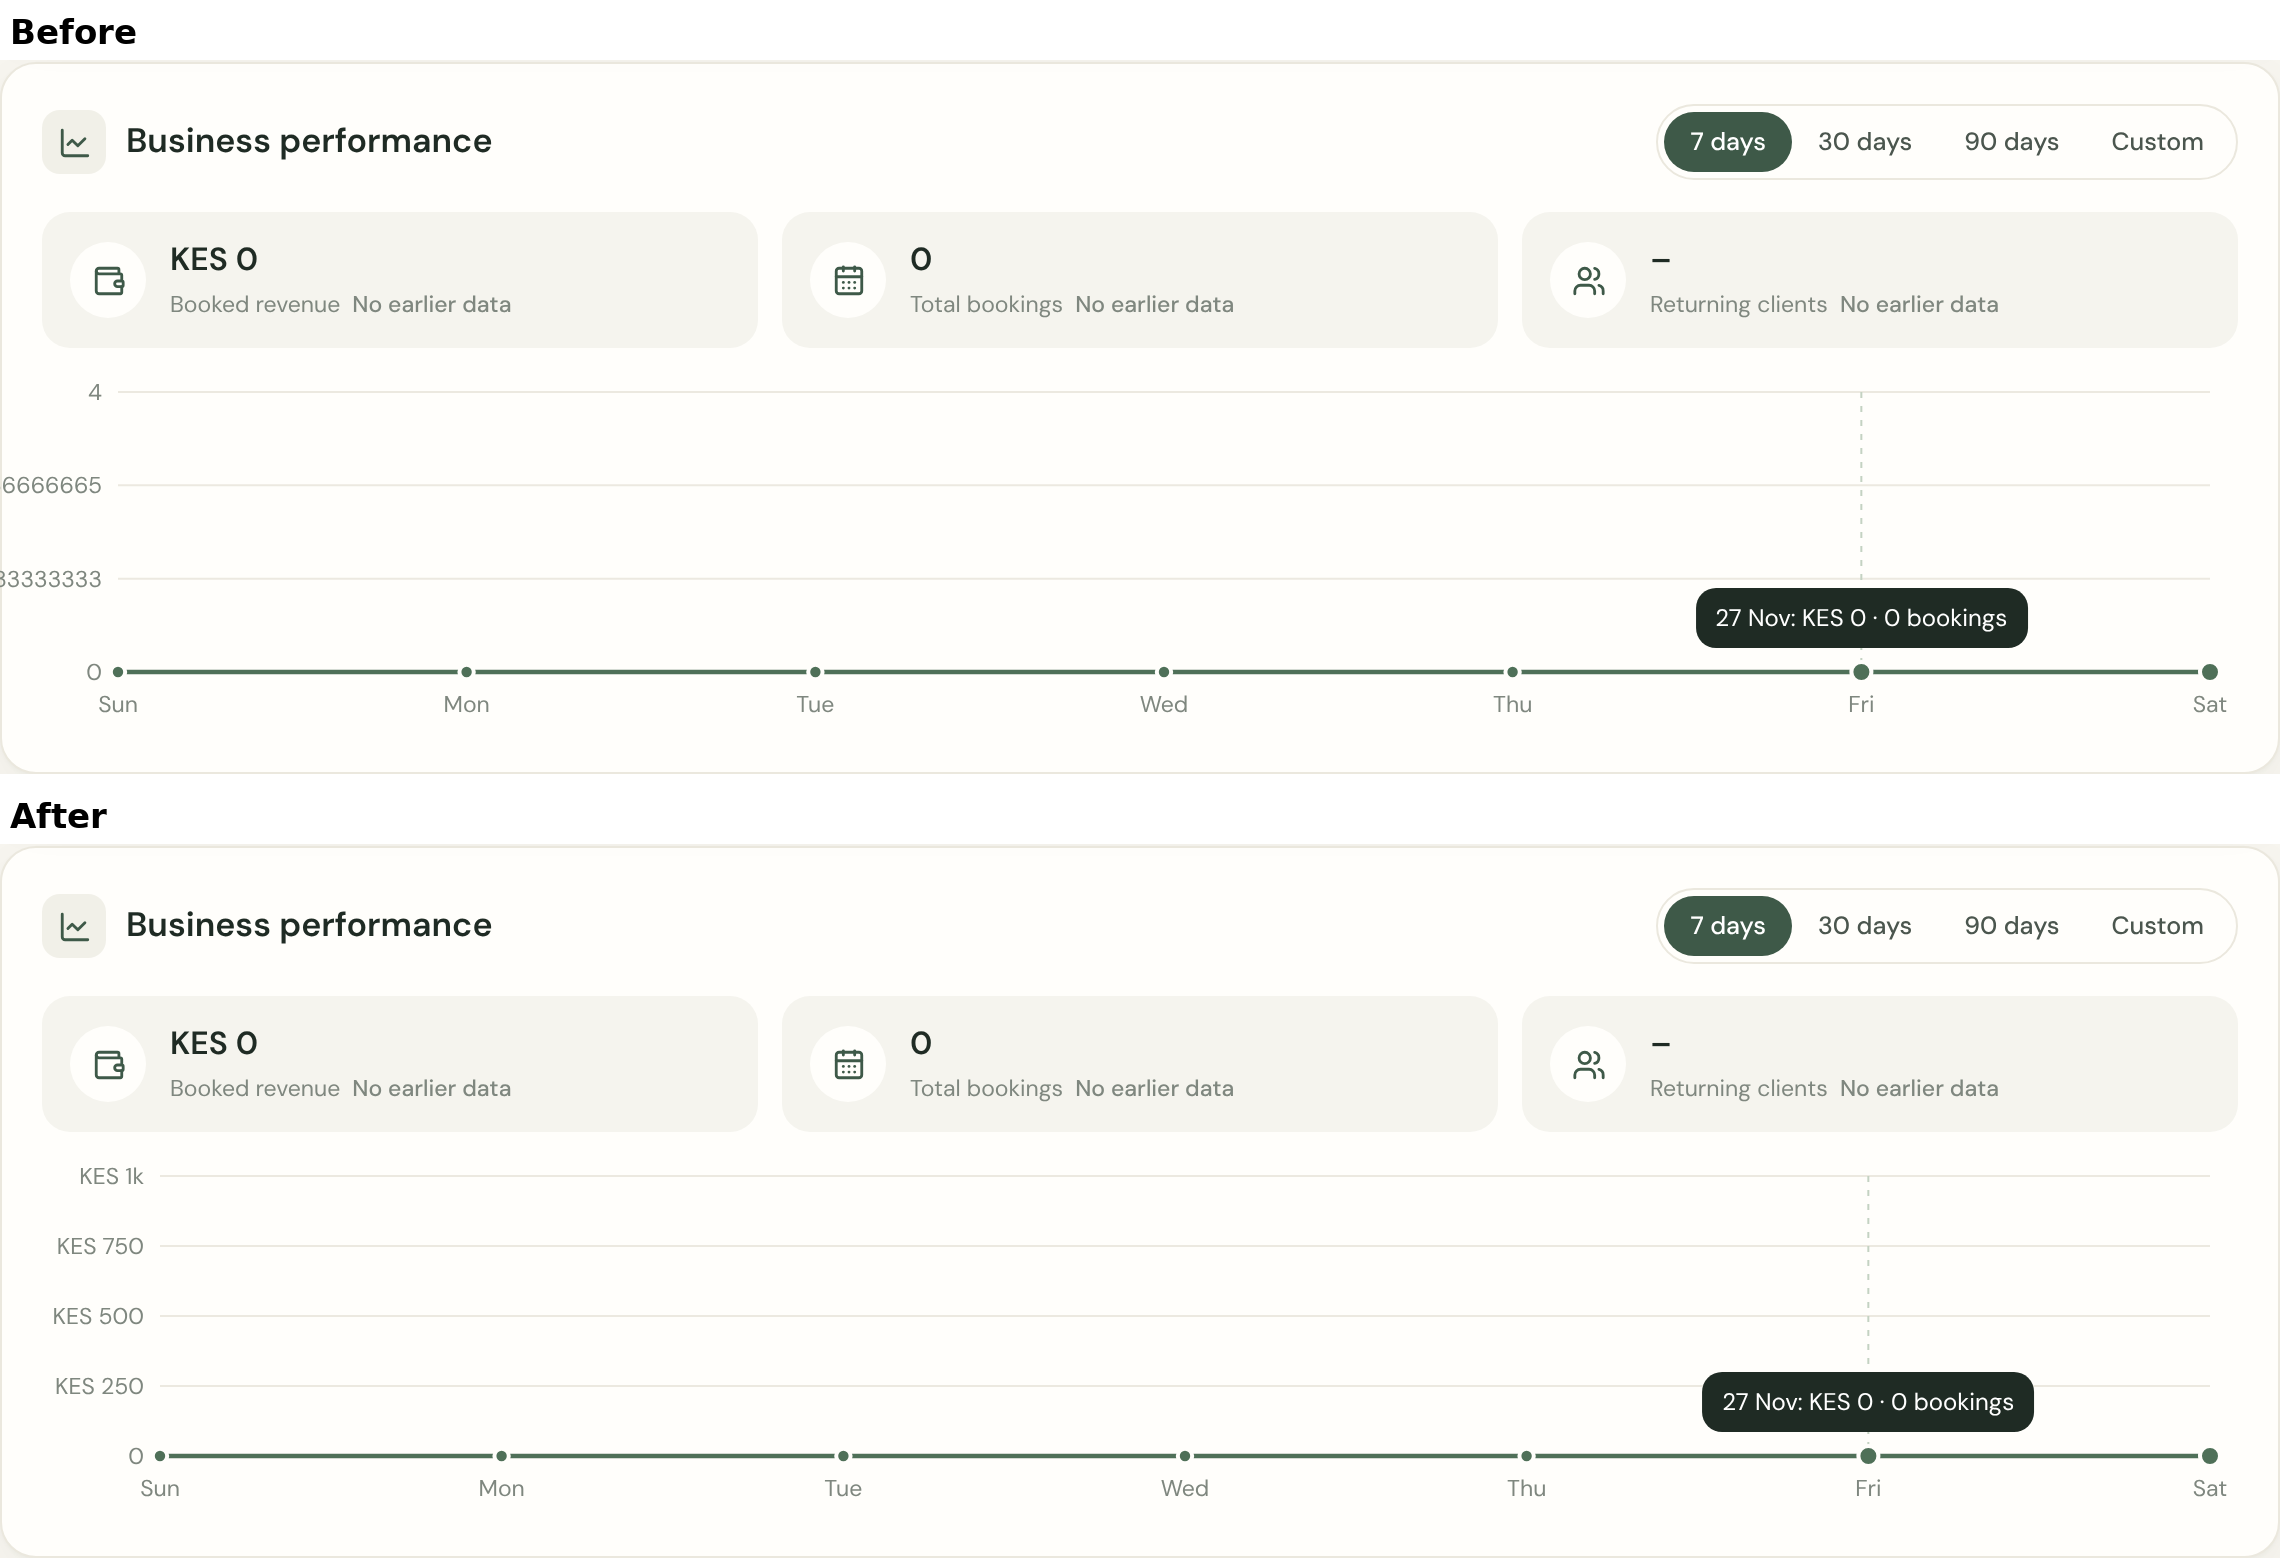 Before
Business performance
7 days 30 days 90 days Custom
KES 0
Booked revenue No earlier data
0
Total bookings No earlier data
–
Returning clients No earlier data
4
6666665
33333333
27 Nov: KES 0 · 0 bookings
0
Sun Mon Tue Wed Thu Fri Sat
After
Business performance
7 days 30 days 90 days Custom
KES 0
Booked revenue No earlier data
0
Total bookings No earlier data
–
Returning clients No earlier data
KES 1k
KES 750
KES 500
KES 250
27 Nov: KES 0 · 0 bookings
0
Sun Mon Tue Wed Thu Fri Sat